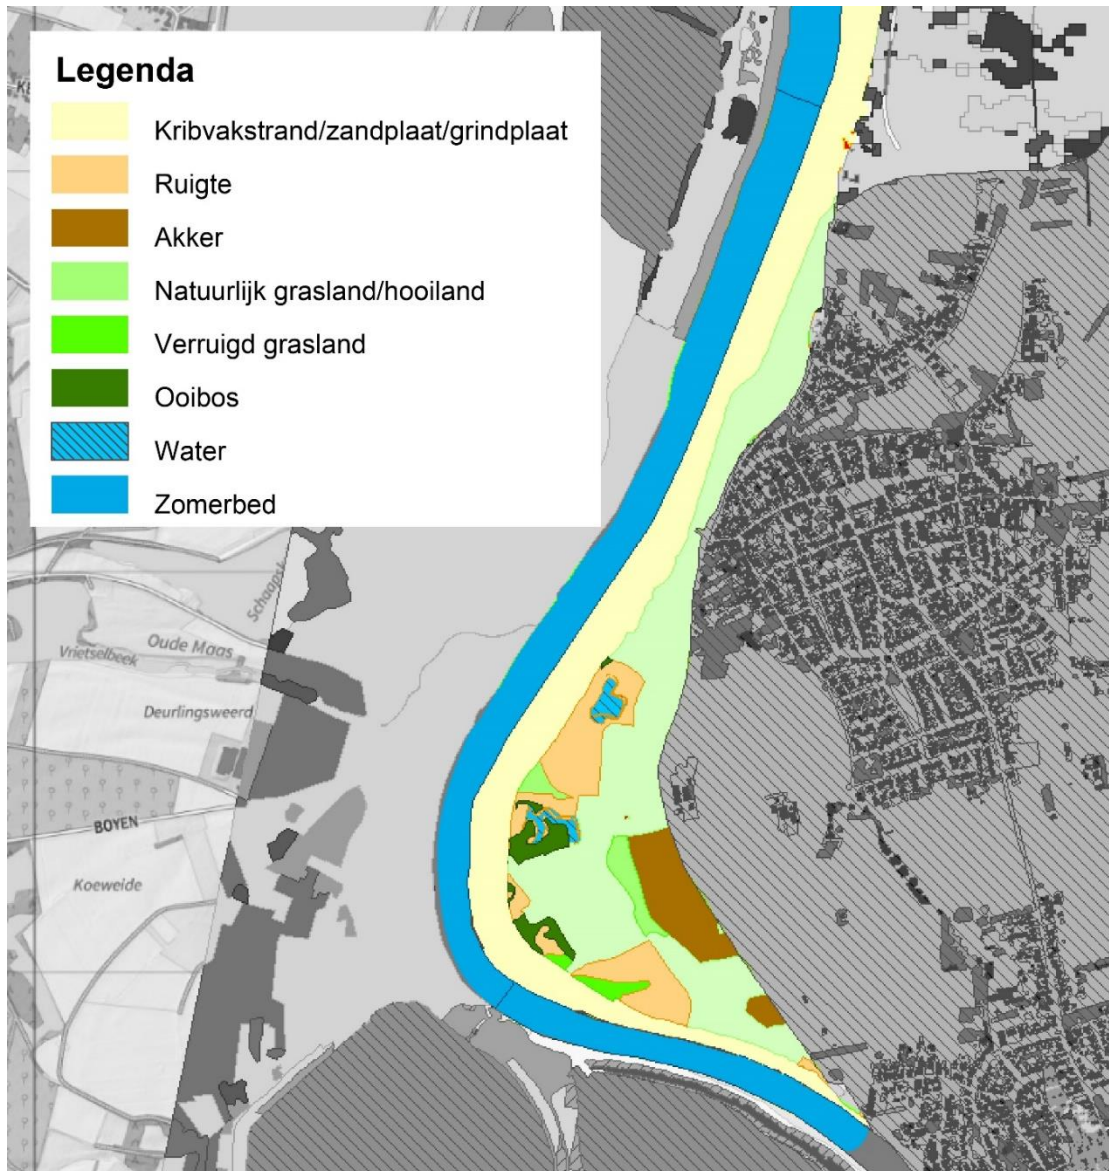 Legenda
Kribvakstrand/zandplaat/grindplaat
Ruigte
Akker
Natuurlijk grasland/hooiland
Verruigd grasland
Ooibos
Water
Zomerbed
Oude Maas
Vrietselbeek
Deurlingsweerd
BOYEN
Koeweide